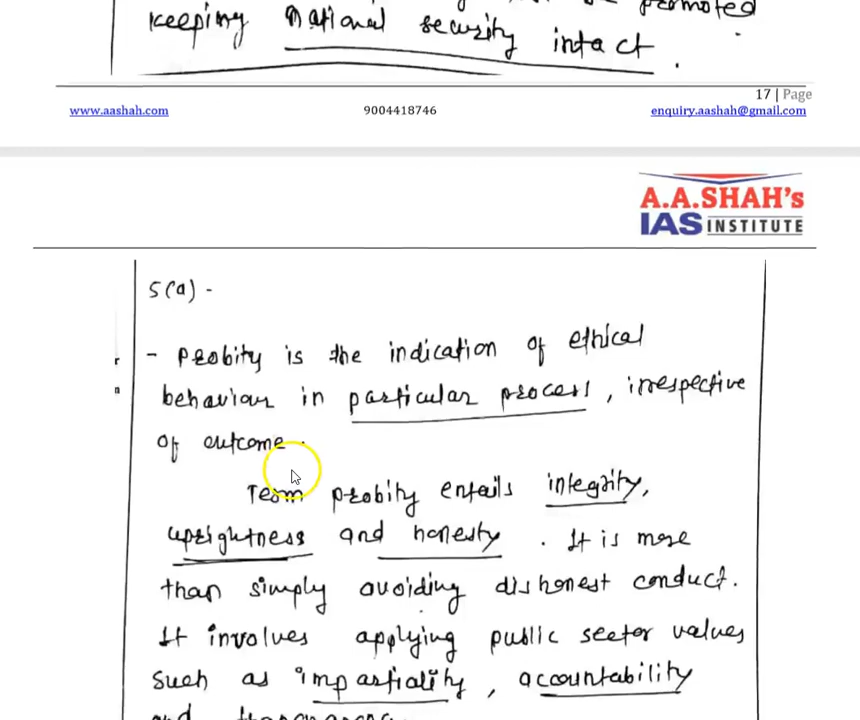 promoted
keeping national security intact.
17 | Page
www.aashah.com 9004418746 enquiry.aashah@gmail.com
A.A.SHAH's
IAS INSTITUTE
5(a) -
- Probity is the indication of ethical
behaviour in particular process, irrespective
of outcome.
Term probity entails integrity,
uprightness and honesty. It is more
than simply avoiding dishonest conduct.
It involves applying public sector values
such as impartiality, accountability